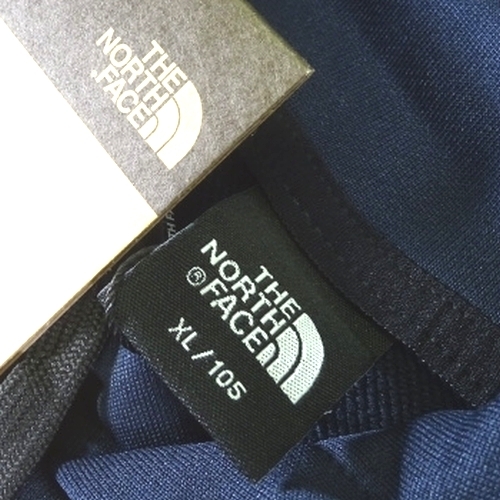 THE
NORTH
FACE
THE
NORTH
®FACE
XL/105